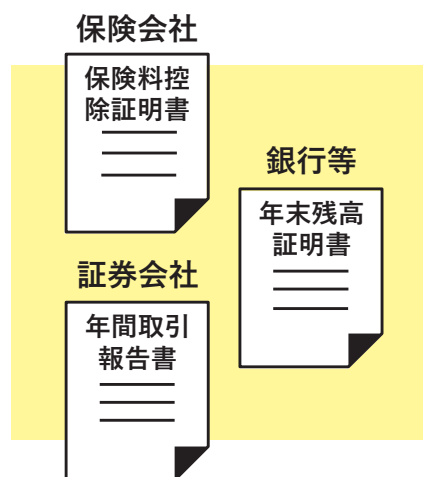 保険会社
保険料控
除証明書
銀行等
年末残高
証明書
証券会社
年間取引
報告書